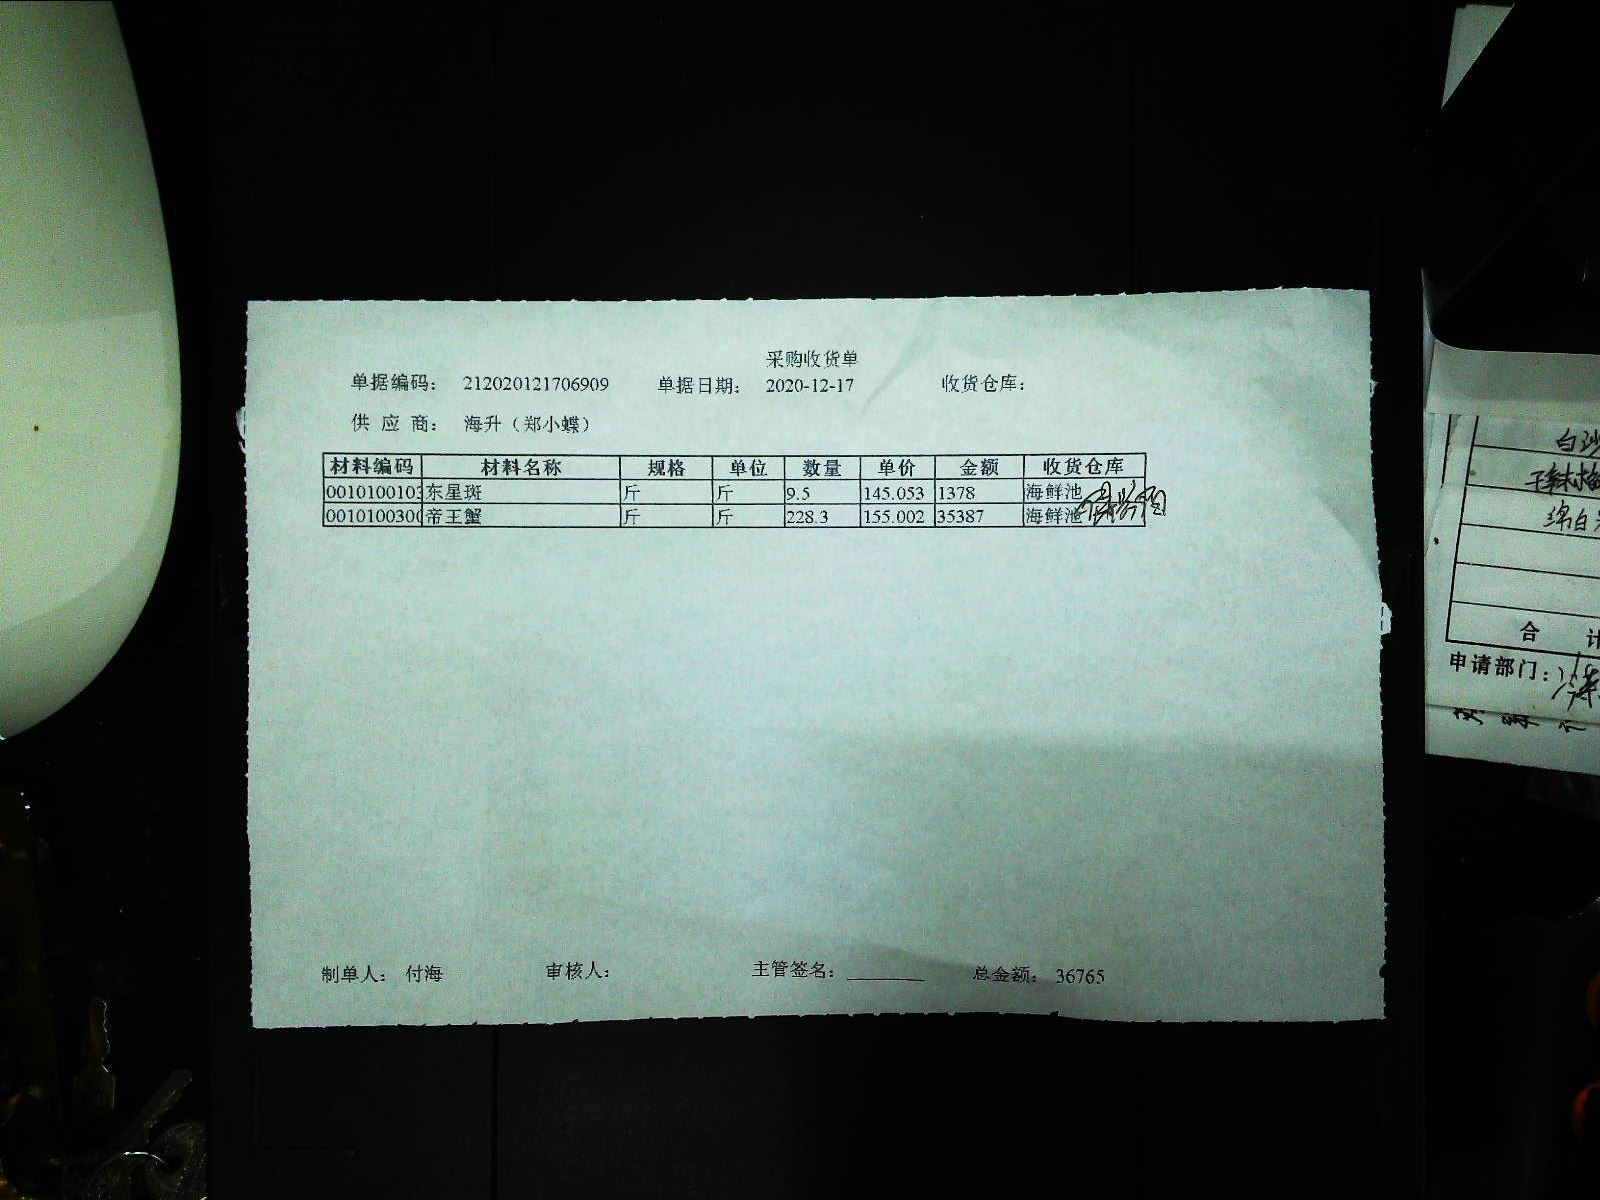 采购收货单
单据编码： 212020121706909 单据日期： 2020-12-17 收货仓库：
供 应 商： 海升（郑小蝶）
材料编码 材料名称 规格 单位 数量 单价 金额 收货仓库
0010100103 东星斑 斤 斤 9.5 145.053 1378 海鲜池
0010100300 帝王蟹 斤 斤 228.3 155.002 35387 海鲜池
制单人： 付海 审核人： 主管签名： 总金额： 36765
白沙
绵白
合 计
申请部门：